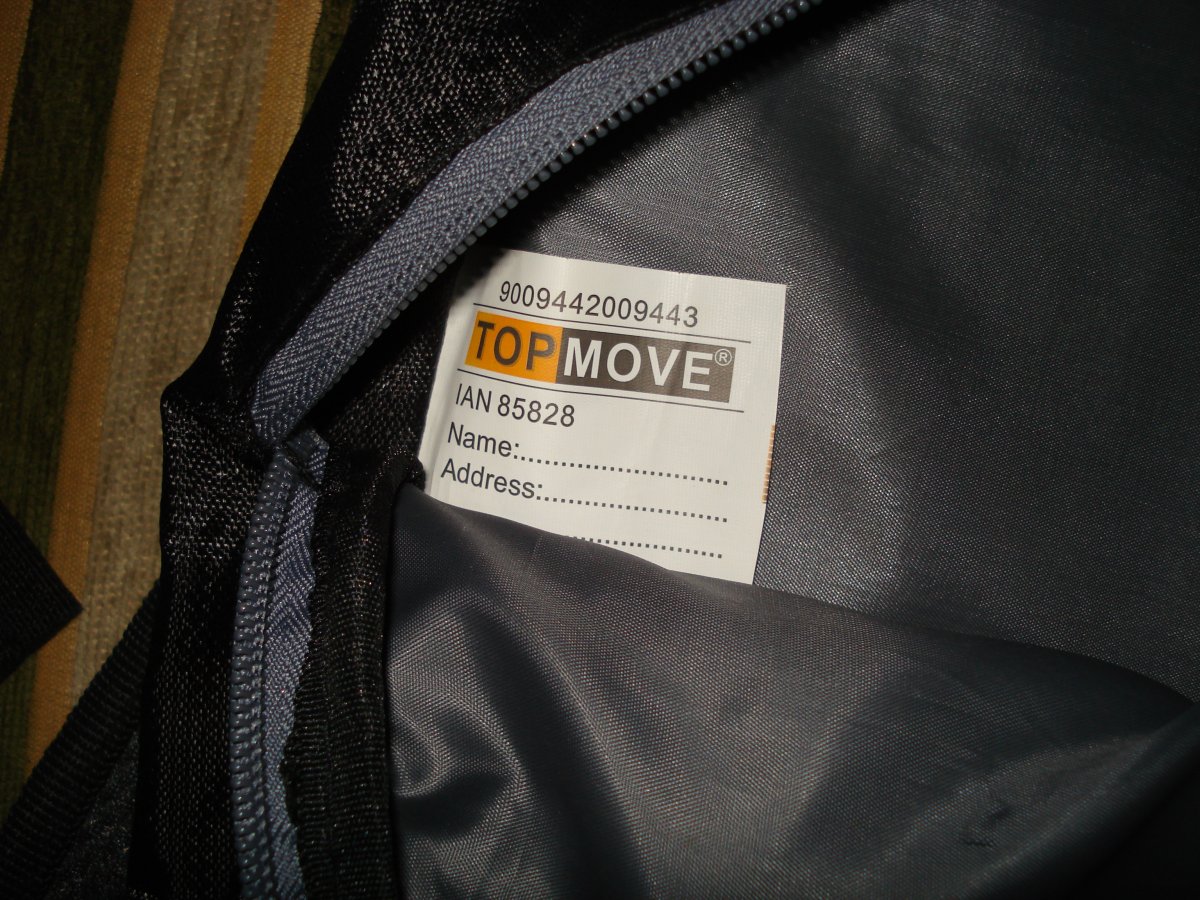 9009442009443
TOPMOVE®
IAN 85828
Name:................................
Address:............................
........................